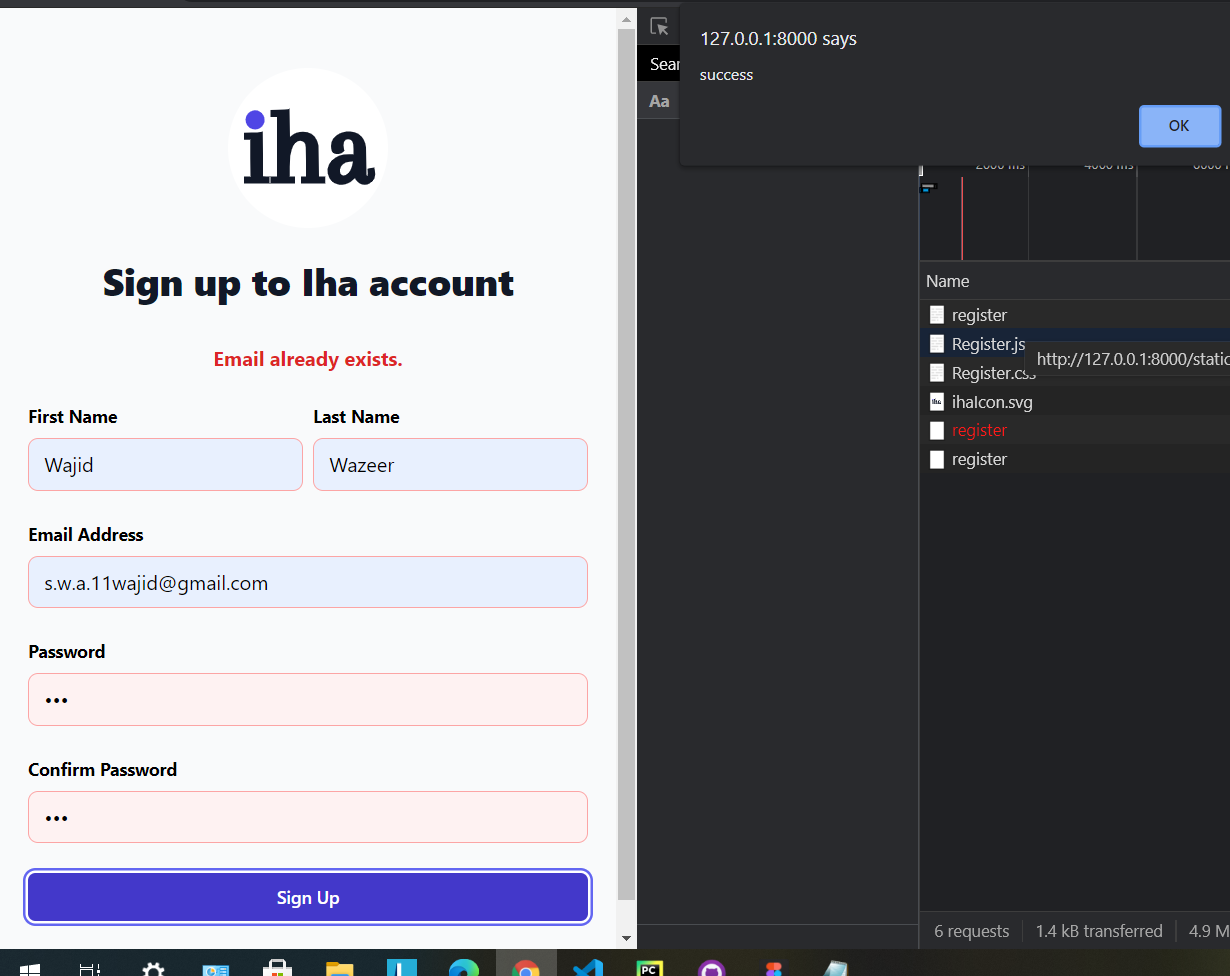 iha
Sign up to Iha account
Email already exists.
First Name
Last Name
Wajid
Wazeer
Email Address
s.w.a.11wajid@gmail.com
Password
•••
Confirm Password
•••
Sign Up
127.0.0.1:8000 says
success
OK
Sear
Aa
2000 ms
4000 ms
Name
register
Register.js
http://127.0.0.1:8000/static
Register.css
ihaIcon.svg
register
register
6 requests
1.4 kB transferred
4.9 M
PC